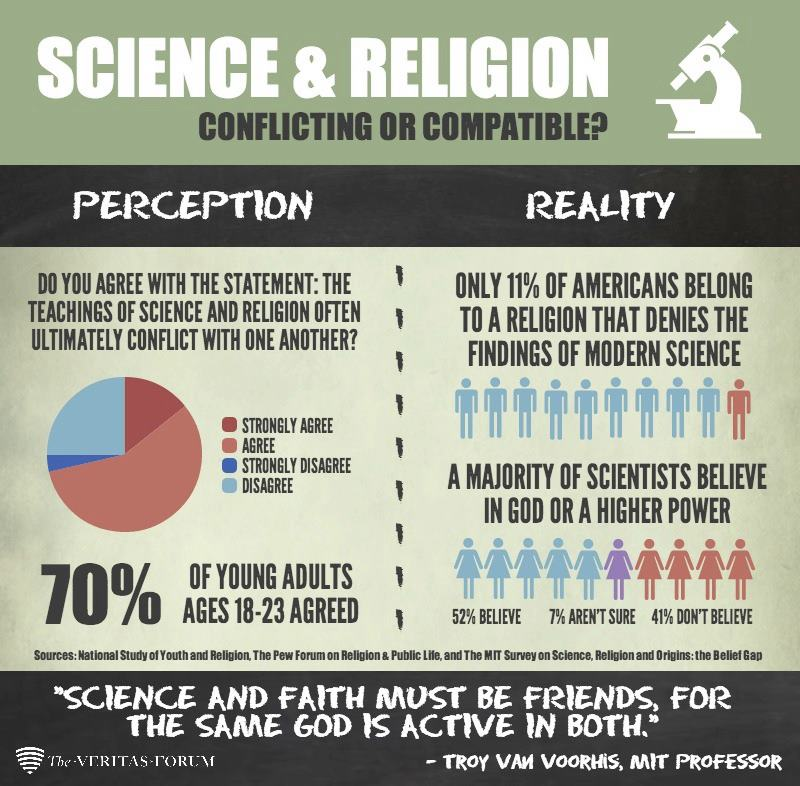 SCIENCE & RELIGION
CONFLICTING OR COMPATIBLE?
PERCEPTION
REALITY
DO YOU AGREE WITH THE STATEMENT: THE
TEACHINGS OF SCIENCE AND RELIGION OFTEN
ULTIMATELY CONFLICT WITH ONE ANOTHER?
STRONGLY AGREE
AGREE
STRONGLY DISAGREE
DISAGREE
70%
OF YOUNG ADULTS
AGES 18-23 AGREED
ONLY 11% OF AMERICANS BELONG
TO A RELIGION THAT DENIES THE
FINDINGS OF MODERN SCIENCE
A MAJORITY OF SCIENTISTS BELIEVE
IN GOD OR A HIGHER POWER
52% BELIEVE
7% AREN'T SURE
41% DON'T BELIEVE
Sources: National Study of Youth and Religion, The Pew Forum on Religion & Public Life, and The MIT Survey on Science, Religion and Origins: the Belief Gap
"SCIENCE AND FAITH MUST BE FRIENDS, FOR
THE SAME GOD IS ACTIVE IN BOTH."
The VERITAS FORUM
- TROY VAN VOORHIS, MIT PROFESSOR